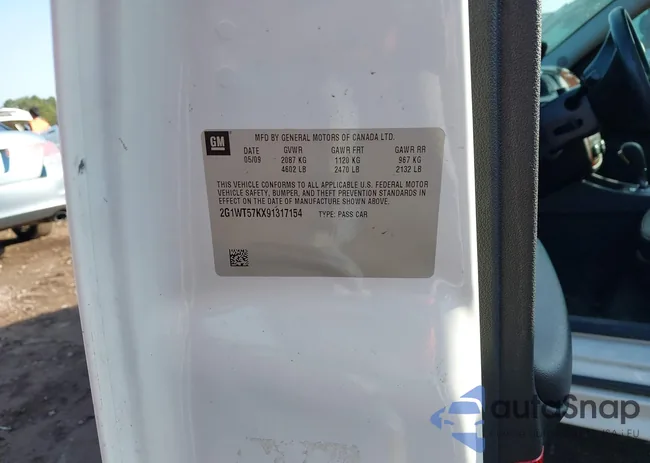 GM
MFD BY GENERAL MOTORS OF CANADA LTD.
DATE GVWR GAWR FRT GAWR RR
05/09 2087 KG 1120 KG 967 KG
4602 LB 2470 LB 2132 LB
THIS VEHICLE CONFORMS TO ALL APPLICABLE U.S. FEDERAL MOTOR
VEHICLE SAFETY, BUMPER, AND THEFT PREVENTION STANDARDS IN
EFFECT ON THE DATE OF MANUFACTURE SHOWN ABOVE.
2G1WT57KX91317154 TYPE: PASS CAR
autoSnap